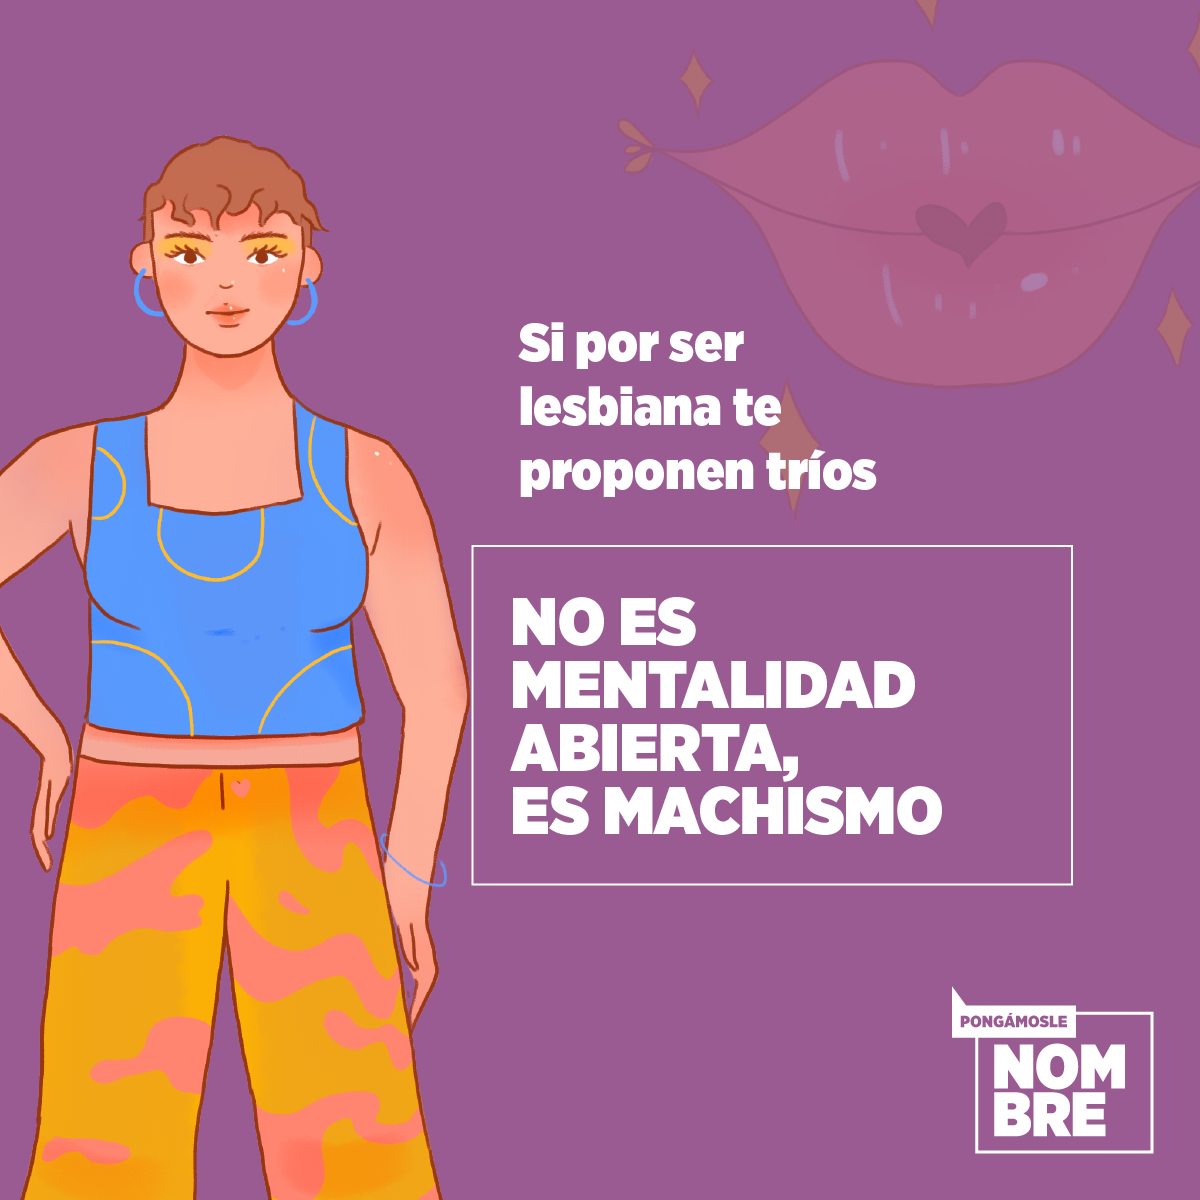 Si por ser
lesbiana te
proponen tríos
NO ES
MENTALIDAD
ABIERTA,
ES MACHISMO
PONGÁMOSLE
NOM
BRE